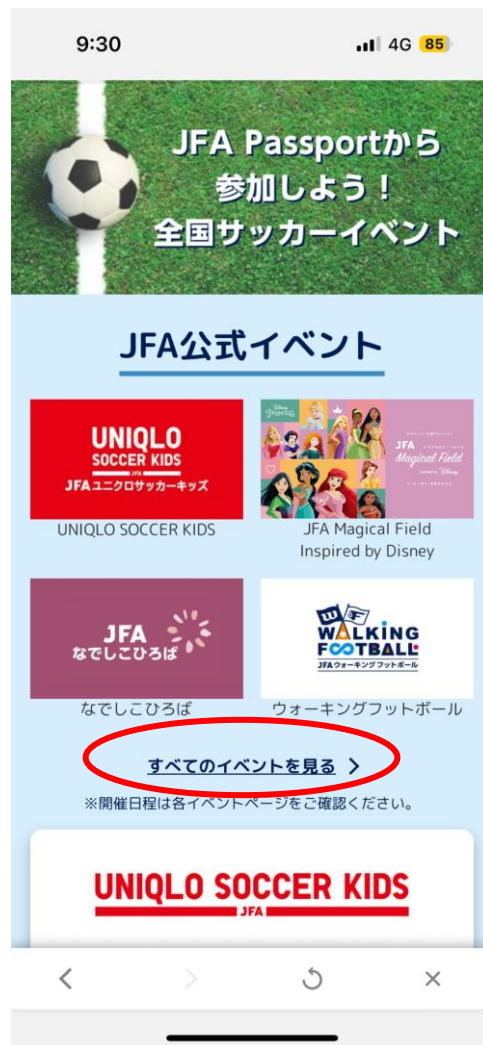 9:30
4G 85
JFA Passportから
参加しよう！
全国サッカーイベント
JFA公式イベント
UNIQLO
SOCCER KIDS
JFA
JFAユニクロサッカーキッズ
UNIQLO SOCCER KIDS
Disney
PRINCESS
JFA
Magical Field
Disney
JFA Magical Field
Inspired by Disney
JFA
なでしこひろば
なでしこひろば
WALKING
FOOTBALL
JFAウォーキングフットボール
ウォーキングフットボール
すべてのイベントを見る
※開催日程は各イベントページをご確認ください。
UNIQLO SOCCER KIDS
JFA